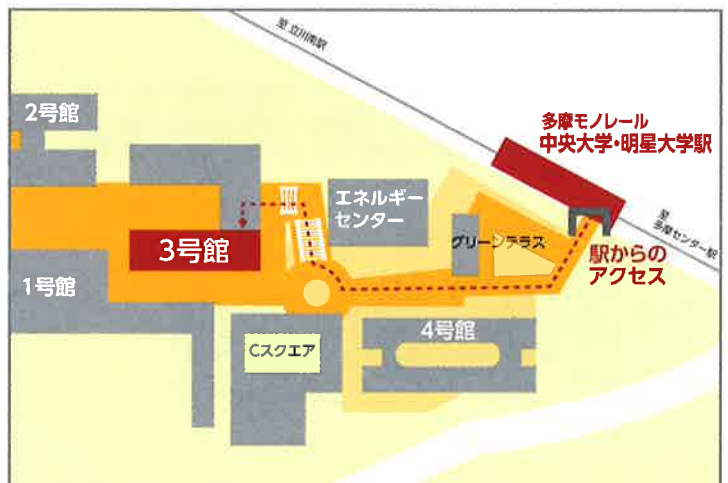 至 立川南駅
多摩モノレール
中央大学・明星大学駅
至
多摩センター駅
駅からの
アクセス
2号館
エネルギー
センター
グリーンテラス
3号館
1号館
Cスクエア
4号館